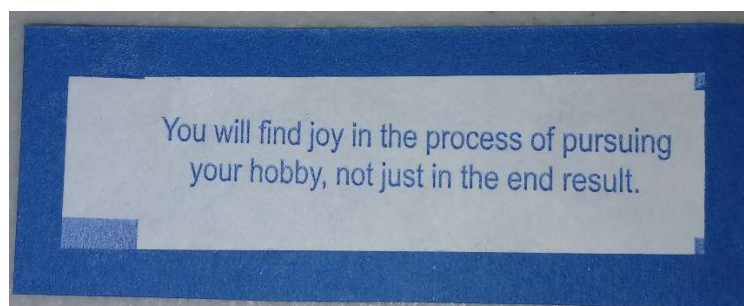 You will find joy in the process of pursuing
your hobby, not just in the end result.